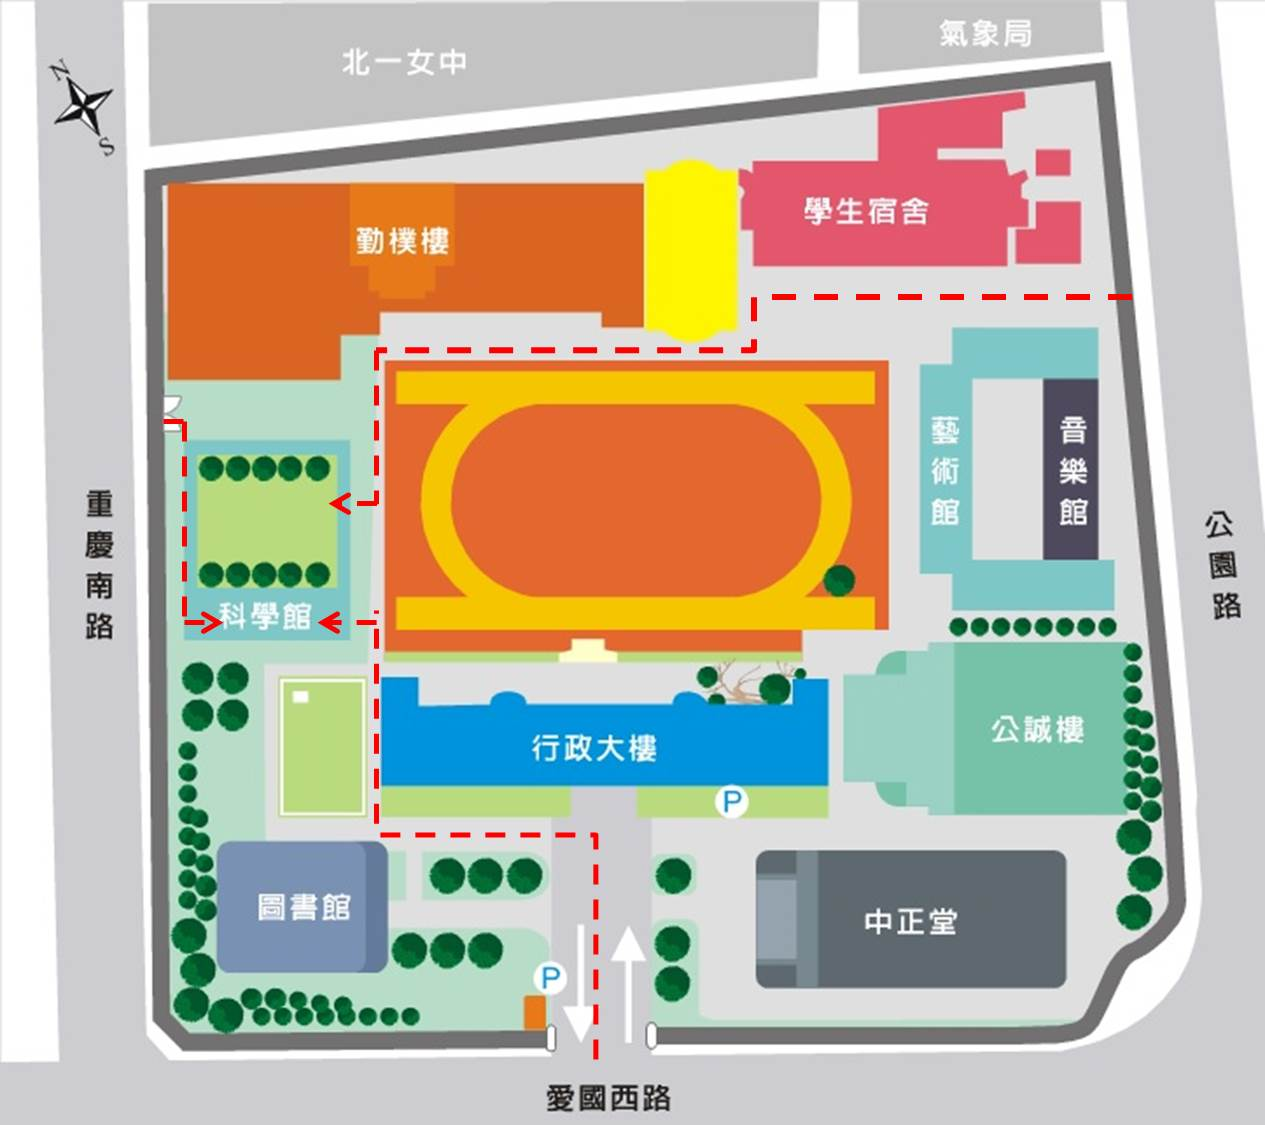 北一女中
氣象局
N
S
勤樸樓
學生宿舍
藝術館
音樂館
重慶南路
公園路
科學館
公誠樓
行政大樓
P
圖書館
中正堂
P
愛國西路